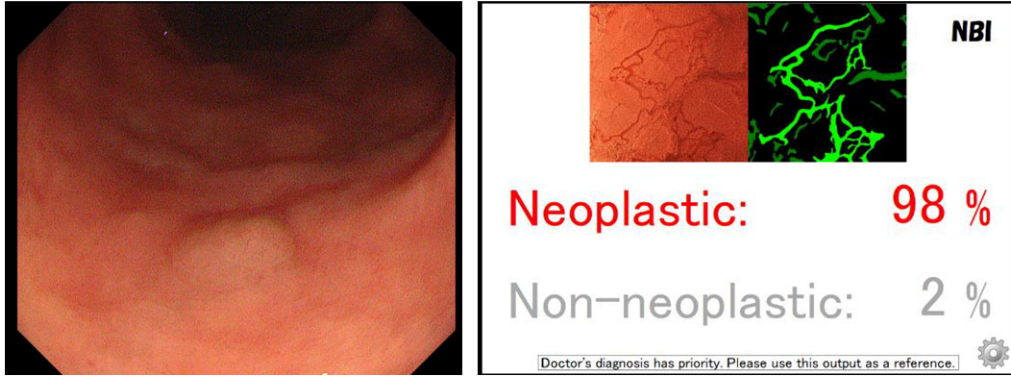 NBI
Neoplastic: 98 %
Non-neoplastic: 2 %
Doctor's diagnosis has priority. Please use this output as a reference.